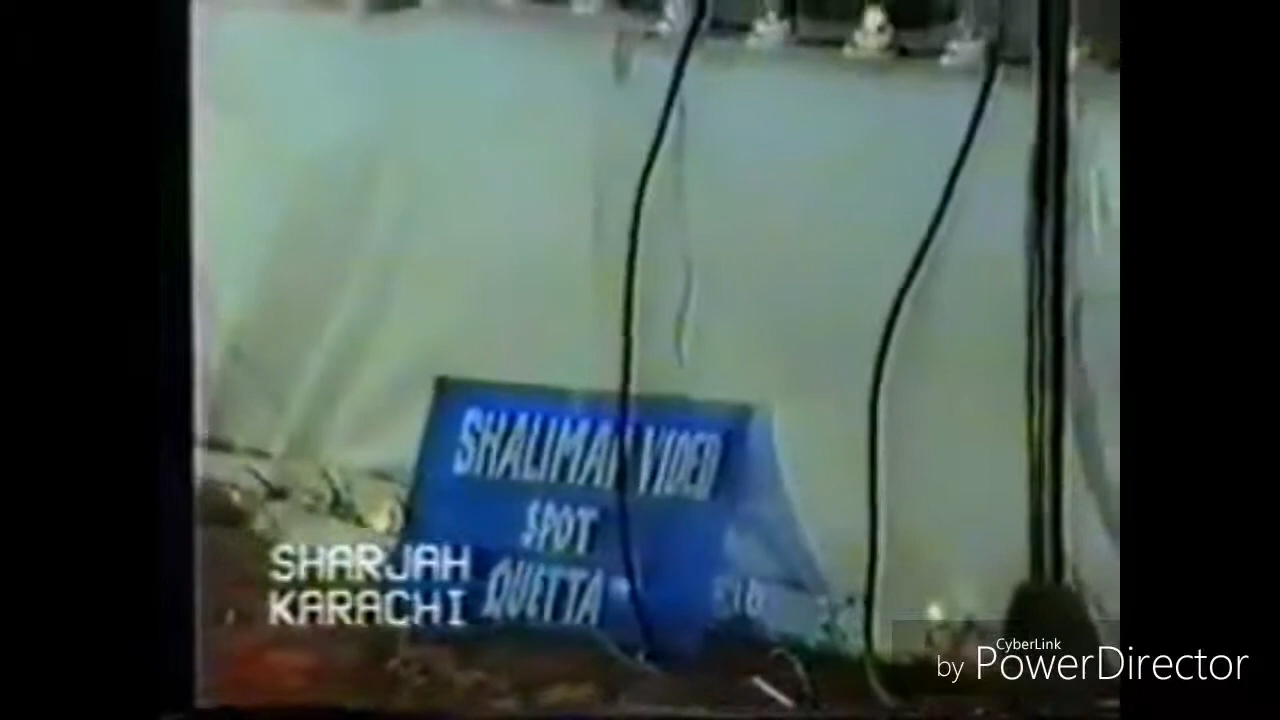 SHALIMAR VIDEO
SPOT
QUETTA
SHARJAH
KARACHI
CyberLink
by PowerDirector